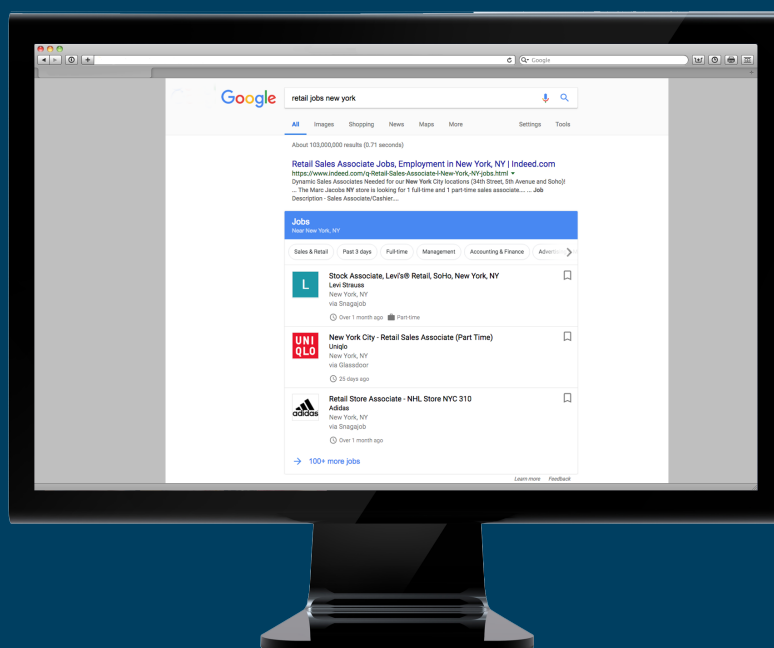 Google
Google
retail jobs new york
All Images Shopping News Maps More Settings Tools
About 103,000,000 results (0.71 seconds)
Retail Sales Associate Jobs, Employment in New York, NY | Indeed.com
https://www.indeed.com/q-Retail-Sales-Associate-l-New-York,-NY-jobs.html
Dynamic Sales Associates Needed for our New York City locations (34th Street, 5th Avenue and Soho)!
... The Marc Jacobs NY store is looking for 1 full-time and 1 part-time sales associate.... ... Job
Description - Sales Associate/Cashier....
Jobs
Near New York, NY
Sales & Retail Past 3 days Full-time Management Accounting & Finance
L
Stock Associate, Levi's® Retail, SoHo, New York, NY
Levi Strauss
New York, NY
via Snagajob
Over 1 month ago Part-time
UNI
QLO
New York City - Retail Sales Associate (Part Time)
Uniqlo
New York, NY
via Glassdoor
25 days ago
adidas
Retail Store Associate - NHL Store NYC 310
Adidas
New York, NY
via Snagajob
Over 1 month ago
100+ more jobs
Learn more Feedback